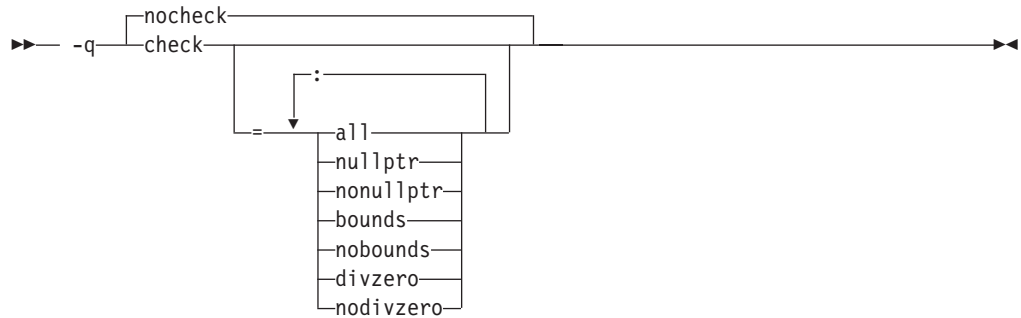 nocheck
-q check
:
= all
nullptr
nonullptr
bounds
nobounds
divzero
nodivzero